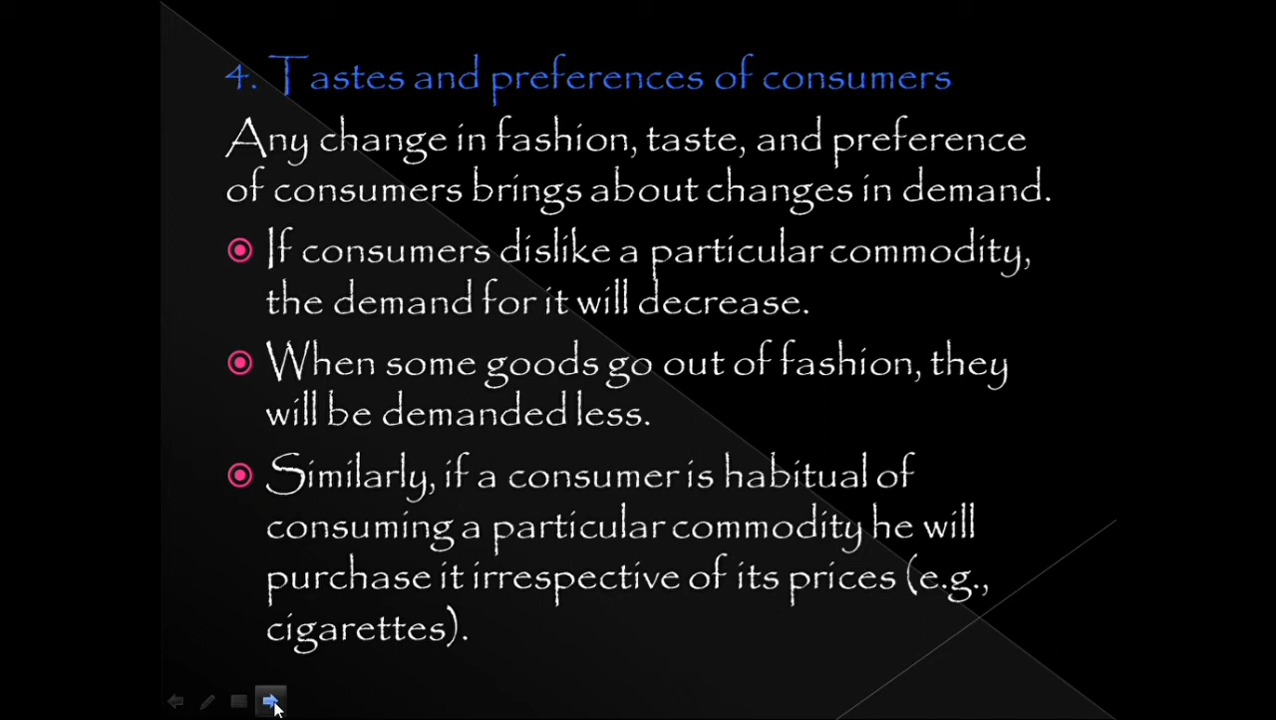 4. Tastes and preferences of consumers
Any change in fashion, taste, and preference
of consumers brings about changes in demand.
If consumers dislike a particular commodity,
the demand for it will decrease.
When some goods go out of fashion, they
will be demanded less.
Similarly, if a consumer is habitual of
consuming a particular commodity he will
purchase it irrespective of its prices (e.g.,
cigarettes).